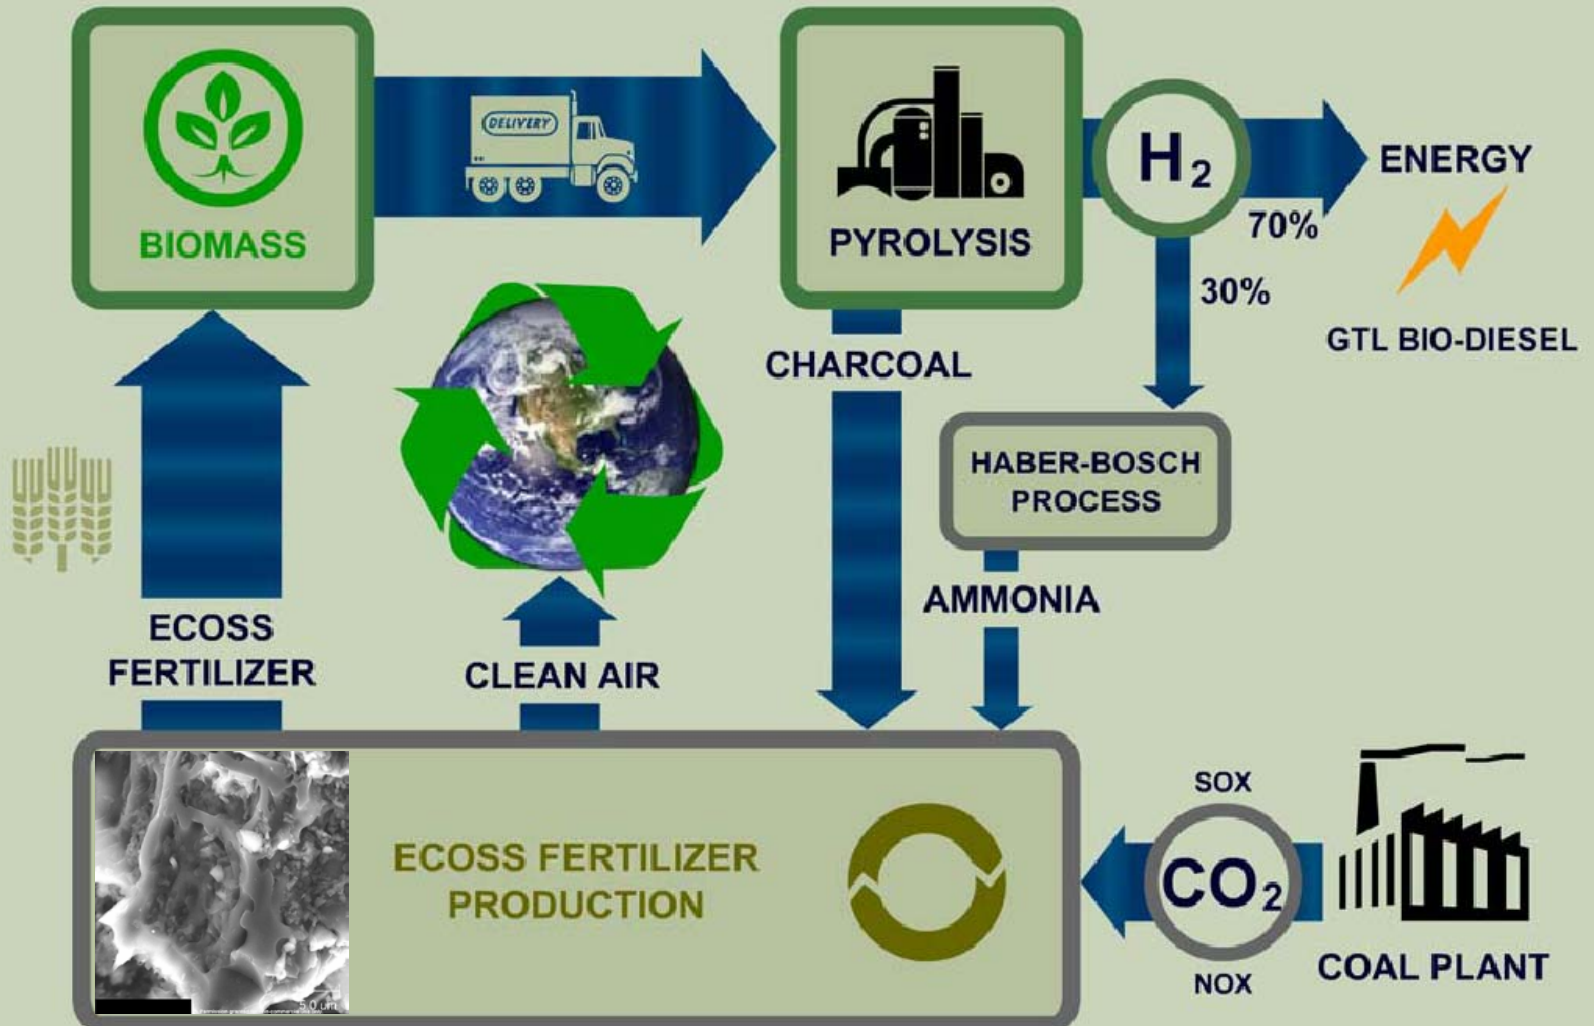 DELIVERY
BIOMASS
PYROLYSIS
H2
ENERGY
70%
30%
GTL BIO-DIESEL
CHARCOAL
HABER-BOSCH
PROCESS
AMMONIA
ECOSS
FERTILIZER
CLEAN AIR
ECOSS FERTILIZER
PRODUCTION
SOX
CO2
NOX
COAL PLANT
5.0 µm